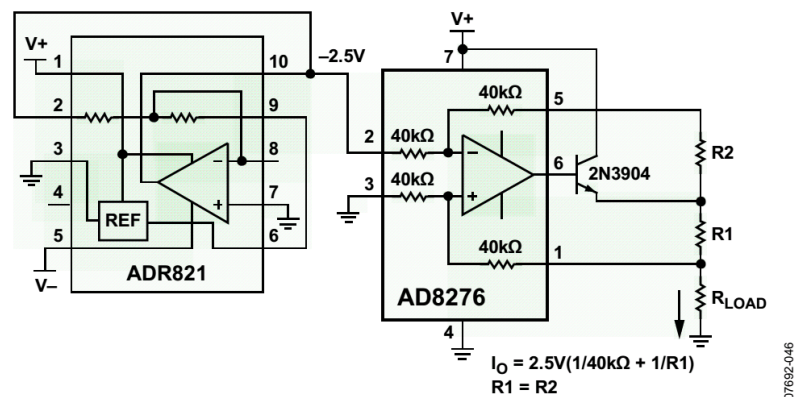 V+
1
2
3
4
5
10
9
8
7
6
–
+
REF
ADR821
V–
–2.5V
V+
7
2
3
40kΩ
40kΩ
40kΩ
40kΩ
–
+
5
6
1
4
AD8276
2N3904
R2
R1
RLOAD
IO = 2.5V(1/40kΩ + 1/R1)
R1 = R2
07692-046